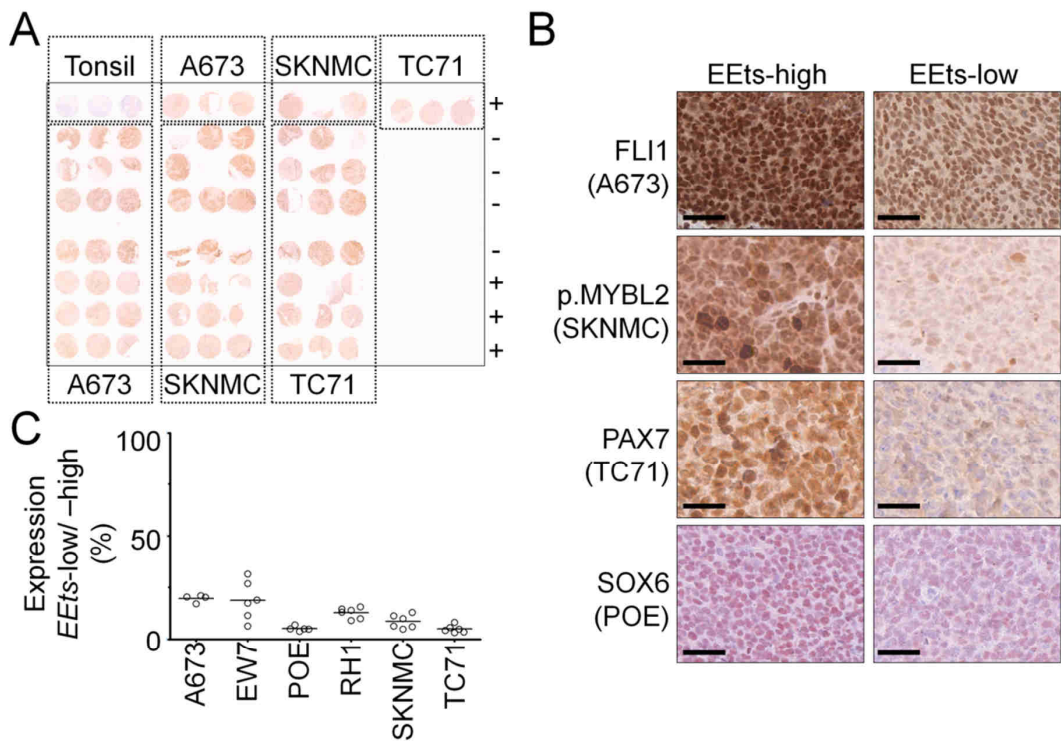 A
Tonsil A673 SKNMC TC71
+
-
-
-
-
+
+
+
A673 SKNMC TC71
B
EEts-high EEts-low
FLI1
(A673)
p.MYBL2
(SKNMC)
PAX7
(TC71)
SOX6
(POE)
C
Expression
EEts-low/ –high
(%)
100
50
0
A673
EW7
POE
RH1
SKNMC
TC71